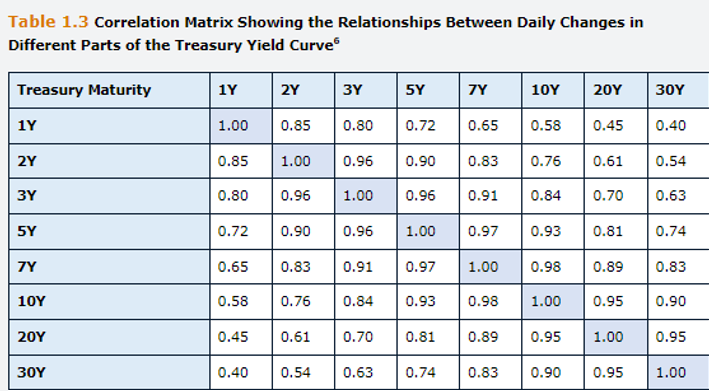 Table 1.3 Correlation Matrix Showing the Relationships Between Daily Changes in
Different Parts of the Treasury Yield Curve⁶
Treasury Maturity 1Y 2Y 3Y 5Y 7Y 10Y 20Y 30Y
1Y 1.00 0.85 0.80 0.72 0.65 0.58 0.45 0.40
2Y 0.85 1.00 0.96 0.90 0.83 0.76 0.61 0.54
3Y 0.80 0.96 1.00 0.96 0.91 0.84 0.70 0.63
5Y 0.72 0.90 0.96 1.00 0.97 0.93 0.81 0.74
7Y 0.65 0.83 0.91 0.97 1.00 0.98 0.89 0.83
10Y 0.58 0.76 0.84 0.93 0.98 1.00 0.95 0.90
20Y 0.45 0.61 0.70 0.81 0.89 0.95 1.00 0.95
30Y 0.40 0.54 0.63 0.74 0.83 0.90 0.95 1.00